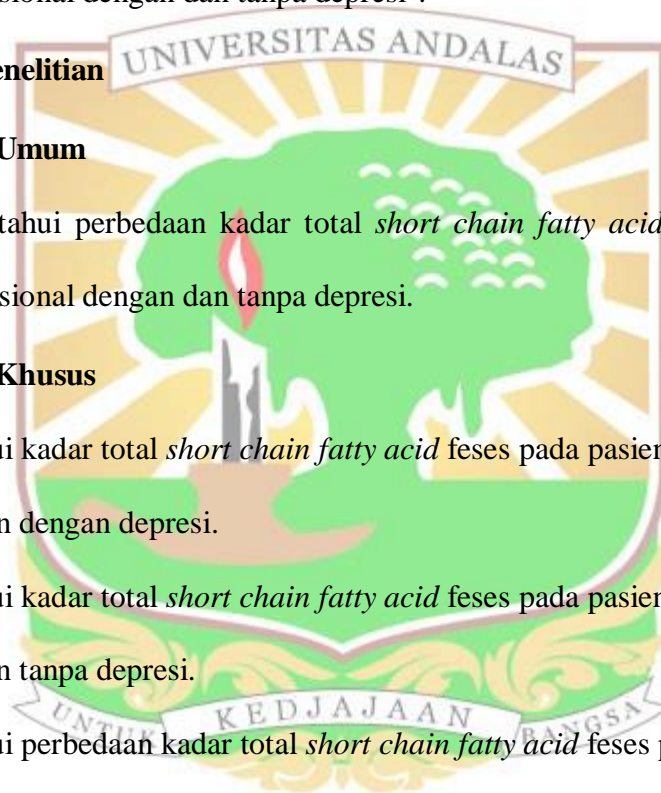 sional dengan dan tanpa depresi".
UNIVERSITAS ANDALAS
enelitian
Umum
tahui perbedaan kadar total short chain fatty acid
sional dengan dan tanpa depresi.
Khusus
ui kadar total short chain fatty acid feses pada pasien
n dengan depresi.
ui kadar total short chain fatty acid feses pada pasien
n tanpa depresi.
UNTUK KEDJAJAAN BANGSA
ui perbedaan kadar total short chain fatty acid feses p